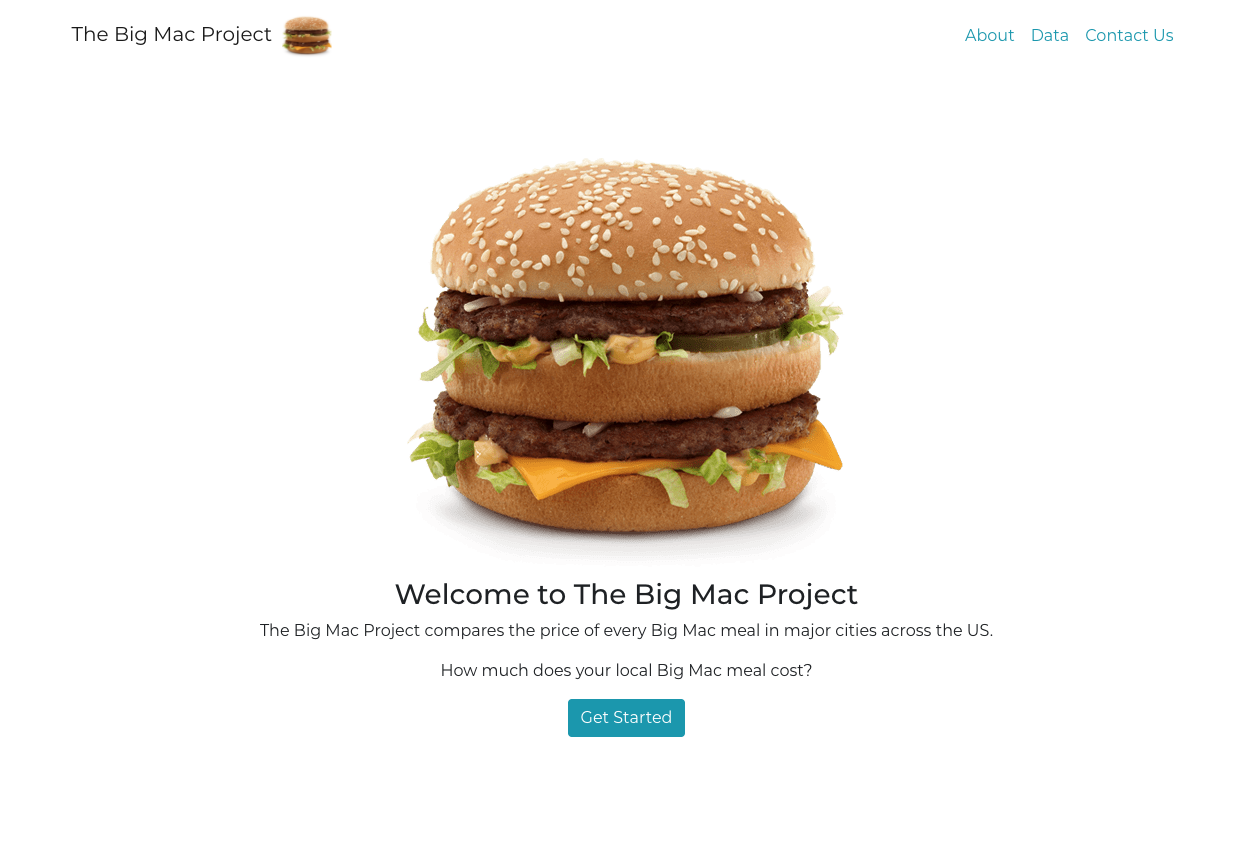 The Big Mac Project
About Data Contact Us
Welcome to The Big Mac Project
The Big Mac Project compares the price of every Big Mac meal in major cities across the US.
How much does your local Big Mac meal cost?
Get Started